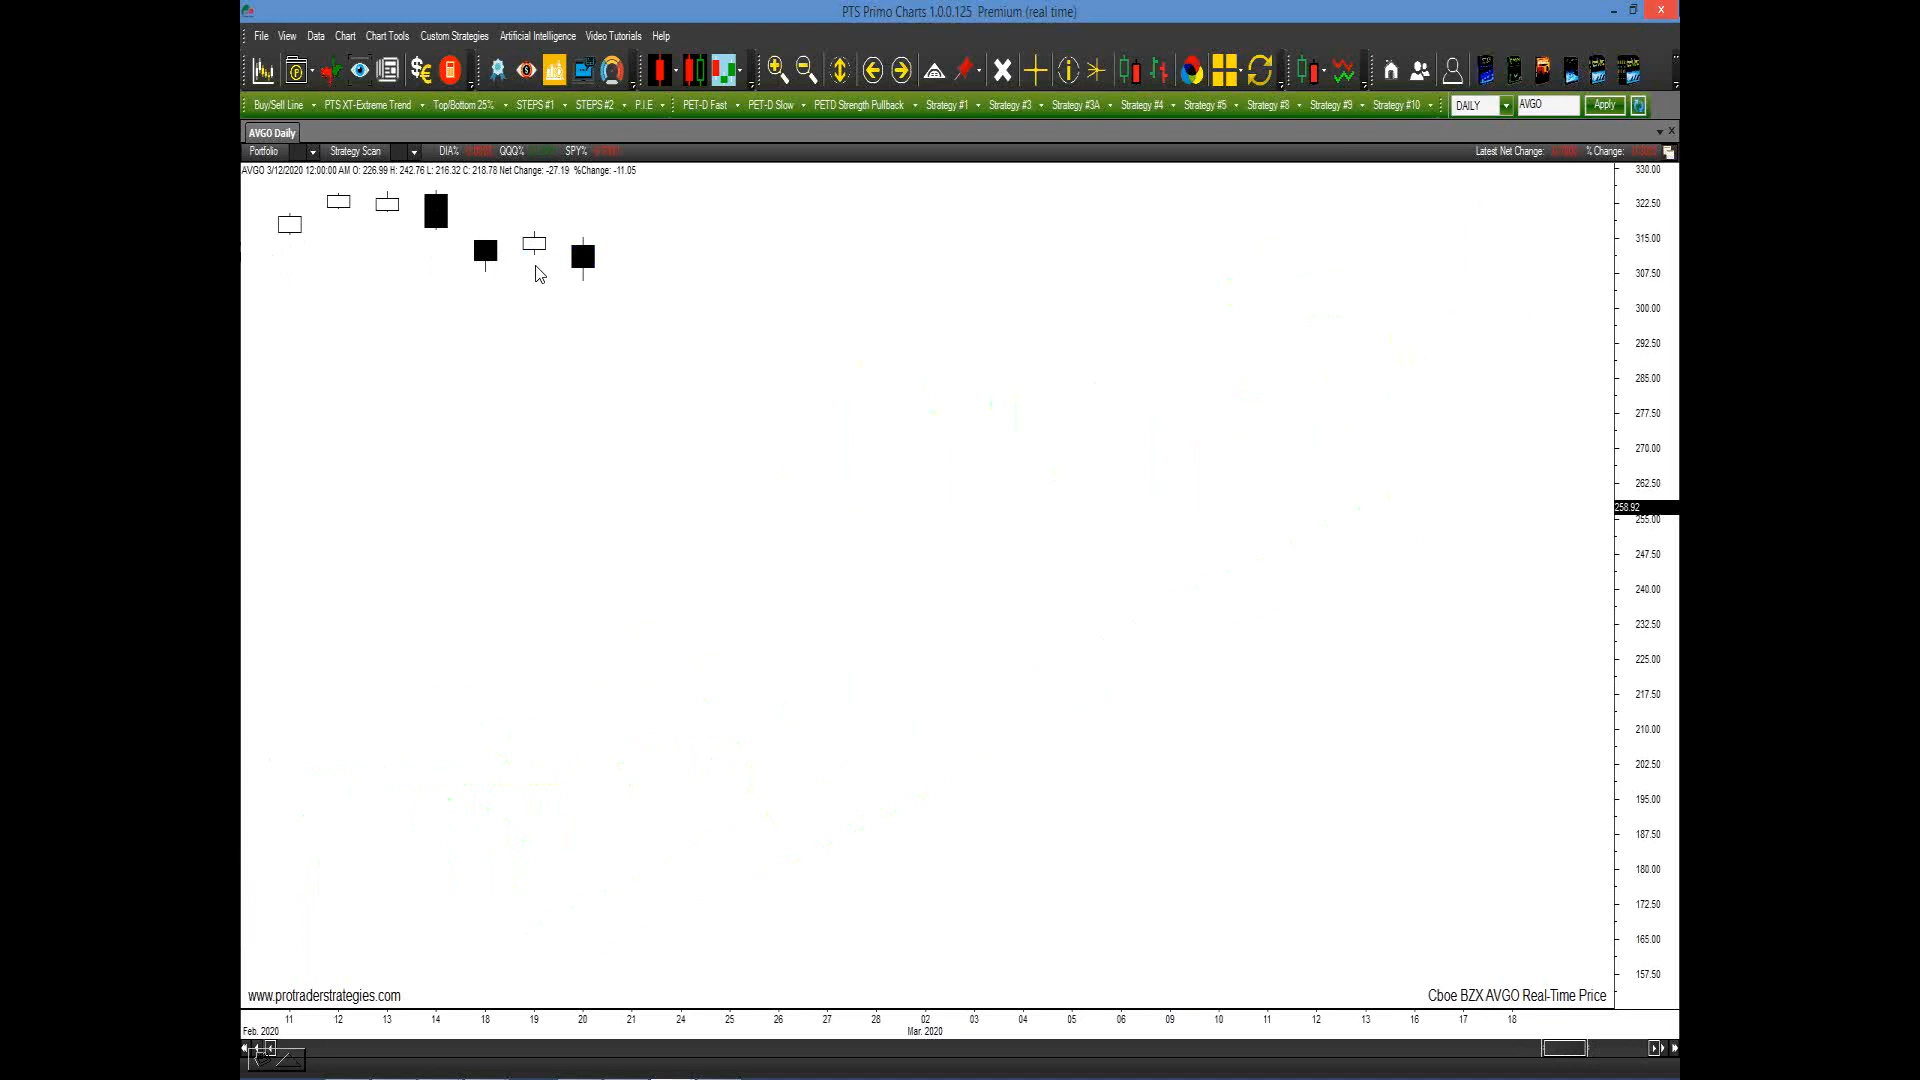 PTS Primo Charts 1.0.0.125 Premium (real time)
File View Data Chart Chart Tools Custom Strategies Artificial Intelligence Video Tutorials Help
Buy/Sell Line PTS XT-Extreme Trend Top/Bottom 25% STEPS #1 STEPS #2 P.I.E PET-D Fast PET-D Slow PETD Strength Pullback Strategy #1 Strategy #3 Strategy #3A Strategy #4 Strategy #5 Strategy #8 Strategy #9 Strategy #10 DAILY AVGO Apply
AVGO Daily
Portfolio Strategy Scan DIA% QQQ% SPY% Latest Net Change: % Change:
AVGO 3/12/2020 12:00:00 AM O: 226.99 H: 242.76 L: 216.32 C: 218.78 Net Change: -27.19 %Change: -11.05
330.00
322.50
315.00
307.50
300.00
292.50
285.00
277.50
270.00
262.50
258.92
255.00
247.50
240.00
232.50
225.00
217.50
210.00
202.50
195.00
187.50
180.00
172.50
165.00
157.50
www.protraderstrategies.com Cboe BZX AVGO Real-Time Price
11 12 13 14 18 19 20 21 24 25 26 27 28 02 03 04 05 06 09 10 11 12 13 16 17 18
Feb. 2020 Mar. 2020